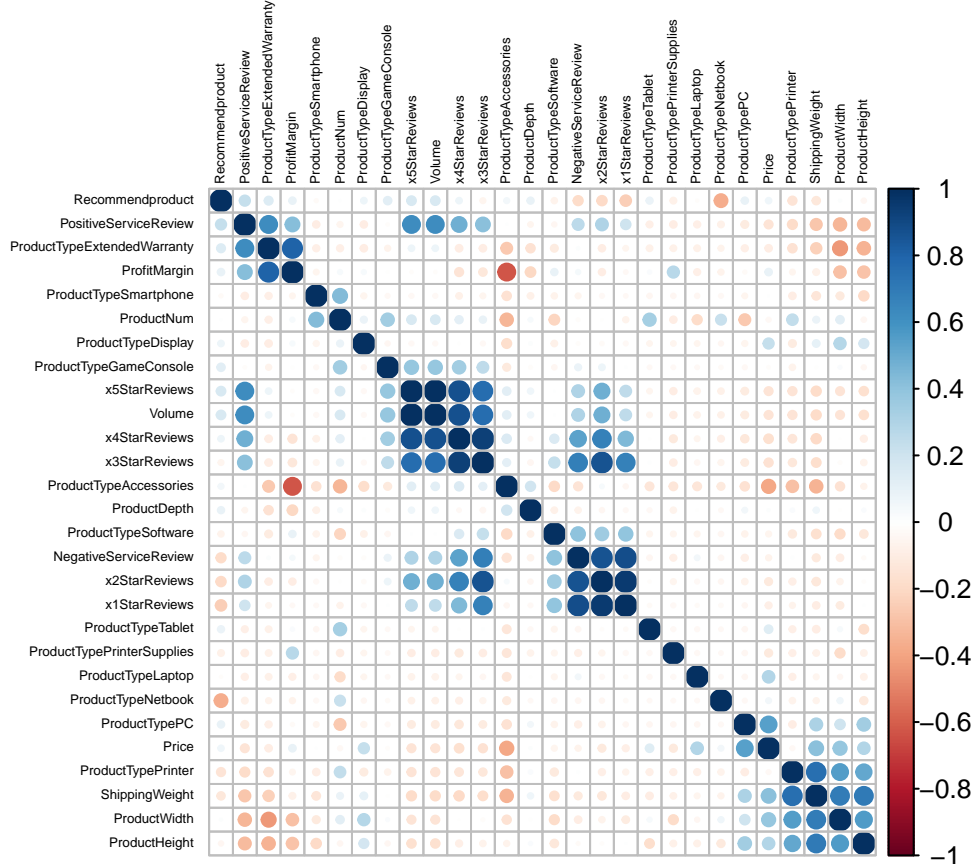 Recommendproduct
PositiveServiceReview
ProductTypeExtendedWarranty
ProfitMargin
ProductTypeSmartphone
ProductNum
ProductTypeDisplay
ProductTypeGameConsole
x5StarReviews
Volume
x4StarReviews
x3StarReviews
ProductTypeAccessories
ProductDepth
ProductTypeSoftware
NegativeServiceReview
x2StarReviews
x1StarReviews
ProductTypeTablet
ProductTypePrinterSupplies
ProductTypeLaptop
ProductTypeNetbook
ProductTypePC
Price
ProductTypePrinter
ShippingWeight
ProductWidth
ProductHeight
Recommendproduct
PositiveServiceReview
ProductTypeExtendedWarranty
ProfitMargin
ProductTypeSmartphone
ProductNum
ProductTypeDisplay
ProductTypeGameConsole
x5StarReviews
Volume
x4StarReviews
x3StarReviews
ProductTypeAccessories
ProductDepth
ProductTypeSoftware
NegativeServiceReview
x2StarReviews
x1StarReviews
ProductTypeTablet
ProductTypePrinterSupplies
ProductTypeLaptop
ProductTypeNetbook
ProductTypePC
Price
ProductTypePrinter
ShippingWeight
ProductWidth
ProductHeight
1
0.8
0.6
0.4
0.2
0
−0.2
−0.4
−0.6
−0.8
−1